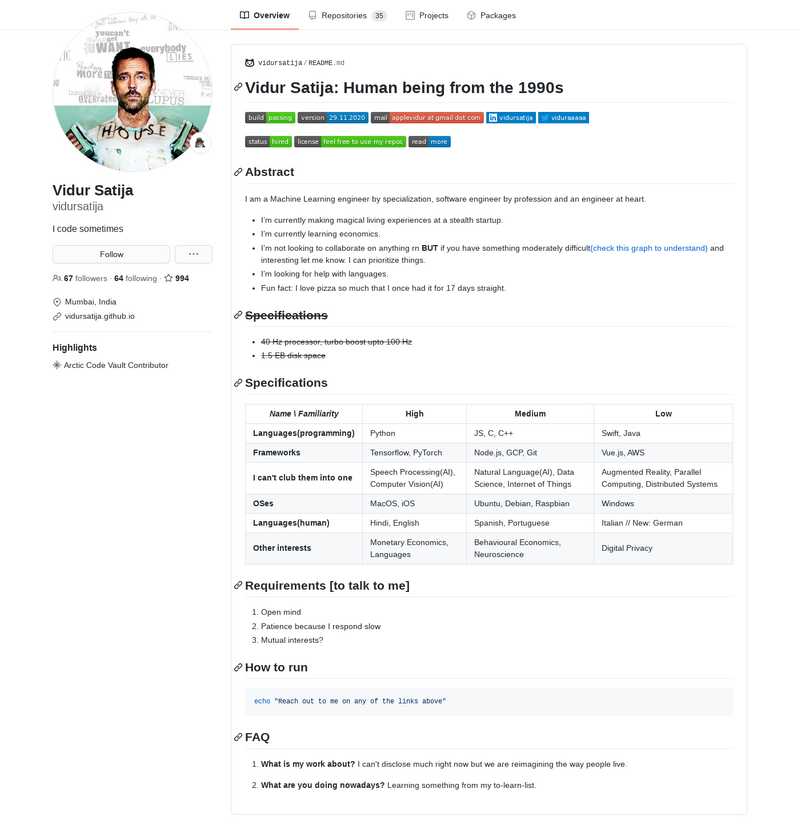 Overview
Repositories 35
Projects
Packages
youcan't
get
WANT
everybody
LIES
more
LUPUS
HOUSE
Vidur Satija
vidursatija
I code sometimes
Follow
...
67 followers · 64 following · 994
Mumbai, India
vidursatija.github.io
Highlights
Arctic Code Vault Contributor
vidursatija / README.md
Vidur Satija: Human being from the 1990s
build passing version 29.11.2020 mail applevidur at gmail dot com in vidursatija viduraaaaa
status hired license feel free to use my repos read more
Abstract
I am a Machine Learning engineer by specialization, software engineer by profession and an engineer at heart.
• I'm currently making magical living experiences at a stealth startup.
• I'm currently learning economics.
• I'm not looking to collaborate on anything rn BUT if you have something moderately difficult(check this graph to understand) and
interesting let me know. I can prioritize things.
• I'm looking for help with languages.
• Fun fact: I love pizza so much that I once had it for 17 days straight.
Specifications
• 40 Hz processor, turbo boost upto 100 Hz
• 1.5 EB disk space
Specifications
Name \ Familiarity High Medium Low
Languages(programming) Python JS, C, C++ Swift, Java
Frameworks Tensorflow, PyTorch Node.js, GCP, Git Vue.js, AWS
I can't club them into one Speech Processing(AI), Computer Vision(AI) Natural Language(AI), Data Science, Internet of Things Augmented Reality, Parallel Computing, Distributed Systems
OSes MacOS, iOS Ubuntu, Debian, Raspbian Windows
Languages(human) Hindi, English Spanish, Portuguese Italian // New: German
Other interests Monetary Economics, Languages Behavioural Economics, Neuroscience Digital Privacy
Requirements [to talk to me]
1. Open mind
2. Patience because I respond slow
3. Mutual interests?
How to run
echo "Reach out to me on any of the links above"
FAQ
1. What is my work about? I can't disclose much right now but we are reimagining the way people live.
2. What are you doing nowadays? Learning something from my to-learn-list.